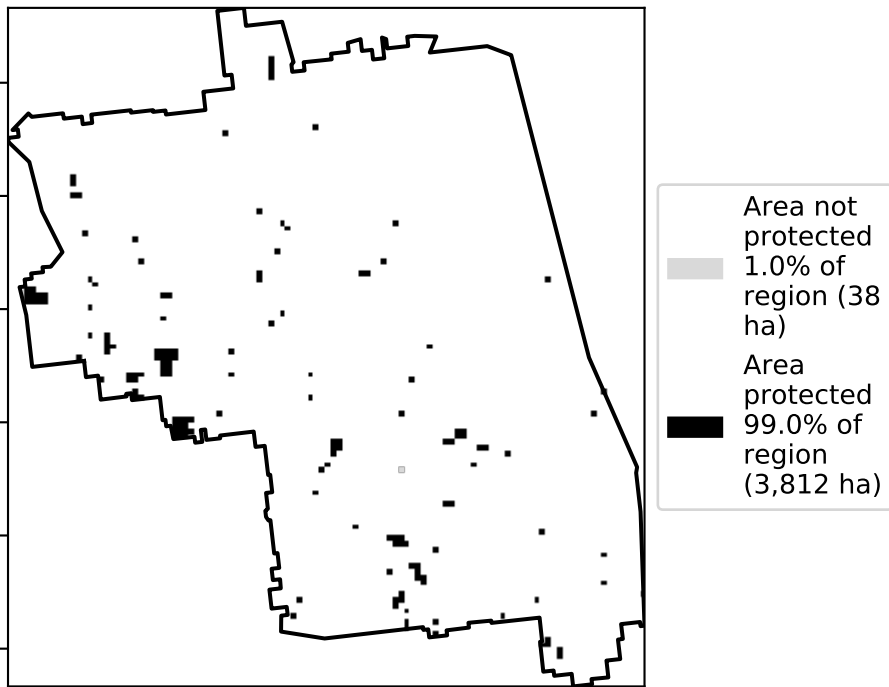 Area not
protected
1.0% of
region (38
ha)
Area
protected
99.0% of
region
(3,812 ha)